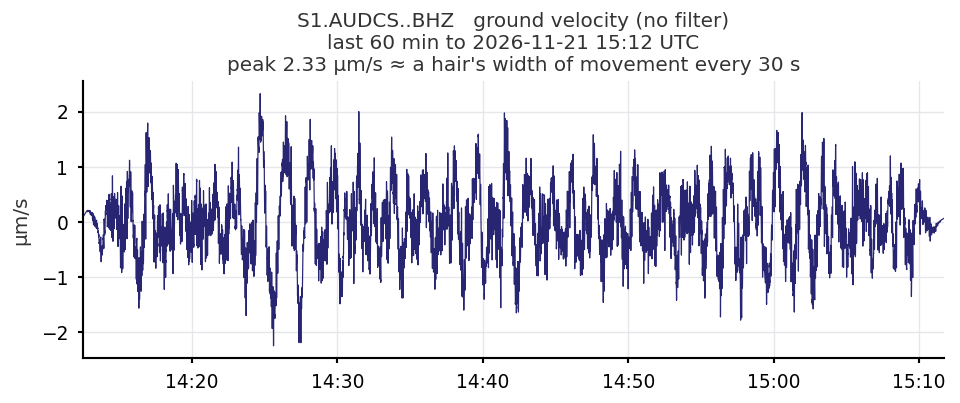 S1.AUDCS..BHZ   ground velocity (no filter)
last 60 min to 2026-11-21 15:12 UTC
peak 2.33 µm/s ≈ a hair's width of movement every 30 s
µm/s
2
1
0
−1
−2
14:20
14:30
14:40
14:50
15:00
15:10